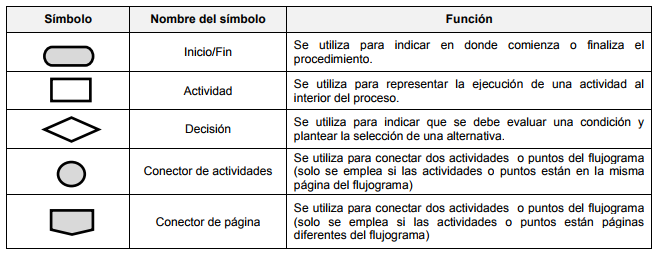 Símbolo Nombre del símbolo Función
Inicio/Fin
Se utiliza para indicar en donde comienza o finaliza el
procedimiento.
Actividad
Se utiliza para representar la ejecución de una actividad al
interior del proceso.
Decisión
Se utiliza para indicar que se debe evaluar una condición y
plantear la selección de una alternativa.
Conector de actividades
Se utiliza para conectar dos actividades o puntos del flujograma
(solo se emplea si las actividades o puntos están en la misma
página del flujograma)
Conector de página
Se utiliza para conectar dos actividades o puntos del flujograma
(solo se emplea si las actividades o puntos están páginas
diferentes del flujograma)